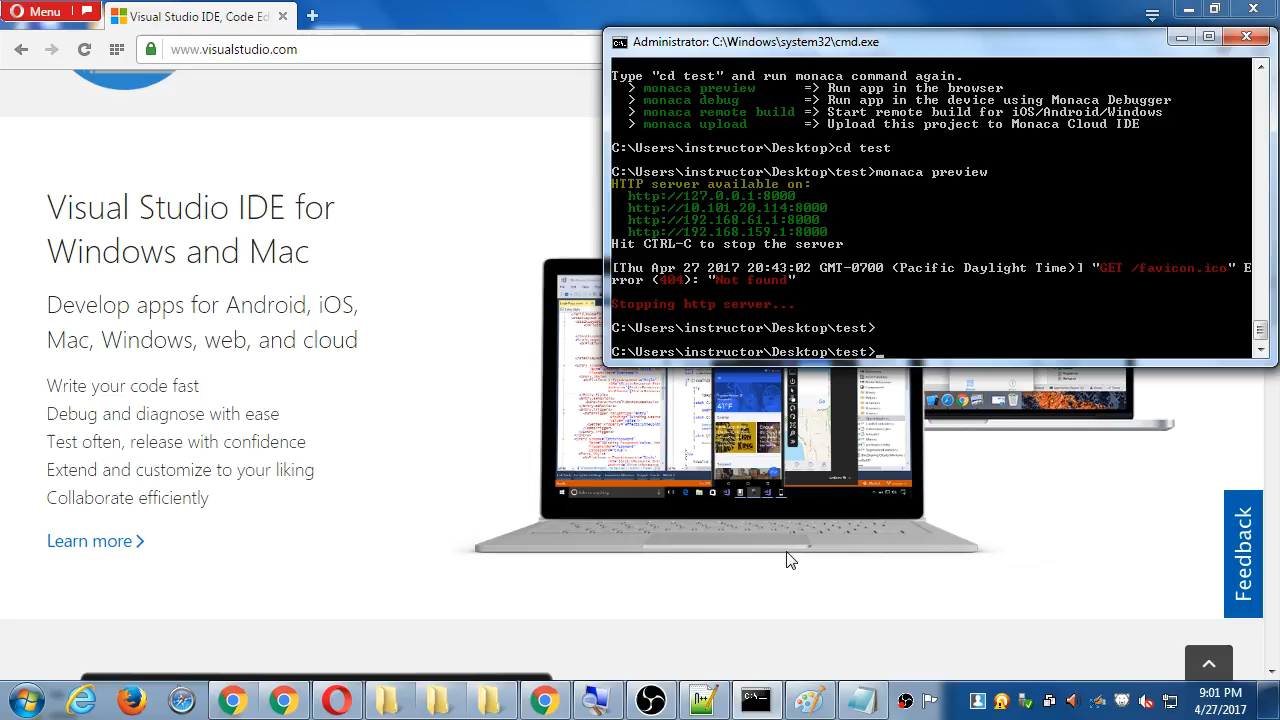 Menu
Visual Studio IDE, Code Ed
www.visualstudio.com
Visual Studio IDE for
Windows and Mac
Develop apps for Android, iOS,
Mac, Windows, web, and cloud
Write your code fast
Debug and diagnose with ease
Test often, release with confidence
Extend and customize to your liking
Collaborate efficiently
Learn more
Administrator: C:\Windows\system32\cmd.exe
Type "cd test" and run monaca command again.
> monaca preview => Run app in the browser
> monaca debug => Run app in the device using Monaca Debugger
> monaca remote build => Start remote build for iOS/Android/Windows
> monaca upload => Upload this project to Monaca Cloud IDE
C:\Users\instructor\Desktop>cd test
C:\Users\instructor\Desktop\test>monaca preview
HTTP server available on:
http://127.0.0.1:8000
http://10.101.20.114:8000
http://192.168.61.1:8000
http://192.168.159.1:8000
Hit CTRL-C to stop the server
[Thu Apr 27 2017 20:43:02 GMT-0700 (Pacific Daylight Time)] "GET /favicon.ico" E
rror (404): "Not found"
Stopping http server...
C:\Users\instructor\Desktop\test>
C:\Users\instructor\Desktop\test>_
Feedback
9:01 PM
4/27/2017